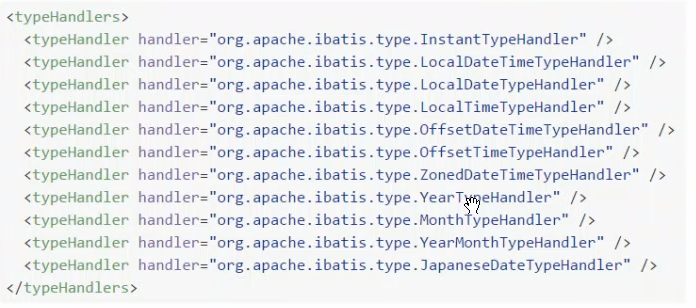 <typeHandlers>
<typeHandler handler="org.apache.ibatis.type.InstantTypeHandler" />
<typeHandler handler="org.apache.ibatis.type.LocalDateTimeTypeHandler" />
<typeHandler handler="org.apache.ibatis.type.LocalDateTypeHandler" />
<typeHandler handler="org.apache.ibatis.type.LocalTimeTypeHandler" />
<typeHandler handler="org.apache.ibatis.type.OffsetDateTimeTypeHandler" />
<typeHandler handler="org.apache.ibatis.type.OffsetTimeTypeHandler" />
<typeHandler handler="org.apache.ibatis.type.ZonedDateTimeTypeHandler" />
<typeHandler handler="org.apache.ibatis.type.YearTypeHandler" />
<typeHandler handler="org.apache.ibatis.type.MonthTypeHandler" />
<typeHandler handler="org.apache.ibatis.type.YearMonthTypeHandler" />
<typeHandler handler="org.apache.ibatis.type.JapaneseDateTypeHandler" />
</typeHandlers>